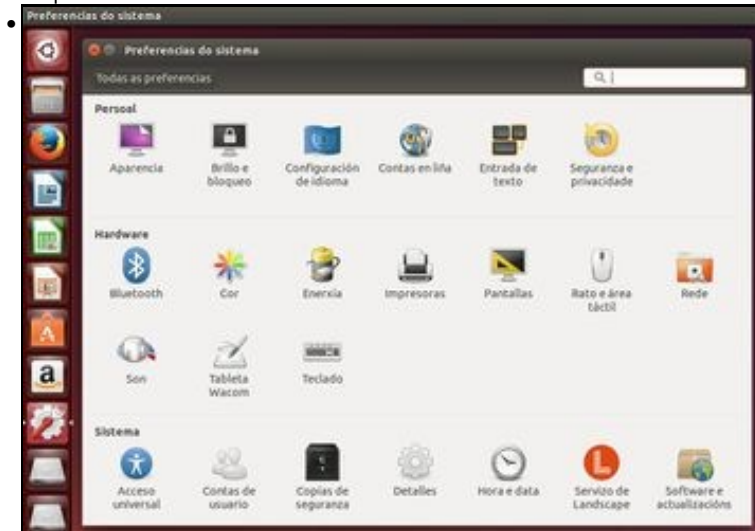 Preferencias do sistema
Preferencias do sistema
Todas as preferencias
Persoal
Aparencia
Brillo e
bloqueo
Configuración
de idioma
Contas en liña
Entrada de
texto
Seguranza e
privacidade
Hardware
Bluetooth
Cor
Enerxía
Impresoras
Pantallas
Rato e área
táctil
Rede
Son
Tableta
Wacom
Teclado
Sistema
Acceso
universal
Contas de
usuario
Copias de
seguranza
Detalles
Hora e data
Servizo de
Landscape
Software e
actualizacións